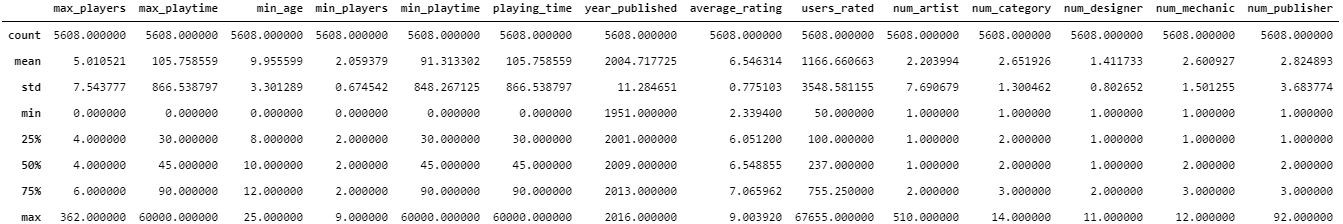 max_players max_playtime min_age min_players min_playtime playing_time year_published average_rating users_rated num_artist num_category num_designer num_mechanic num_publisher
count 5608.000000 5608.000000 5608.000000 5608.000000 5608.000000 5608.000000 5608.000000 5608.000000 5608.000000 5608.000000 5608.000000 5608.000000 5608.000000 5608.000000
mean 5.010521 105.758559 9.955599 2.059379 91.313302 105.758559 2004.717725 6.546314 1166.660663 2.203994 2.651926 1.411733 2.600927 2.824893
std 7.543777 866.538797 3.301289 0.674542 848.267125 866.538797 11.284651 0.775103 3548.581155 7.690679 1.300462 0.802652 1.501255 3.683774
min 0.000000 0.000000 0.000000 0.000000 0.000000 0.000000 1951.000000 2.339400 50.000000 1.000000 1.000000 1.000000 1.000000 1.000000
25% 4.000000 30.000000 8.000000 2.000000 30.000000 30.000000 2001.000000 6.051200 100.000000 1.000000 2.000000 1.000000 1.000000 1.000000
50% 4.000000 45.000000 10.000000 2.000000 45.000000 45.000000 2009.000000 6.548855 237.000000 1.000000 2.000000 1.000000 2.000000 2.000000
75% 6.000000 90.000000 12.000000 2.000000 90.000000 90.000000 2013.000000 7.065962 755.250000 2.000000 3.000000 2.000000 3.000000 3.000000
max 362.000000 60000.000000 25.000000 9.000000 60000.000000 60000.000000 2016.000000 9.003920 67655.000000 510.000000 14.000000 11.000000 12.000000 92.000000